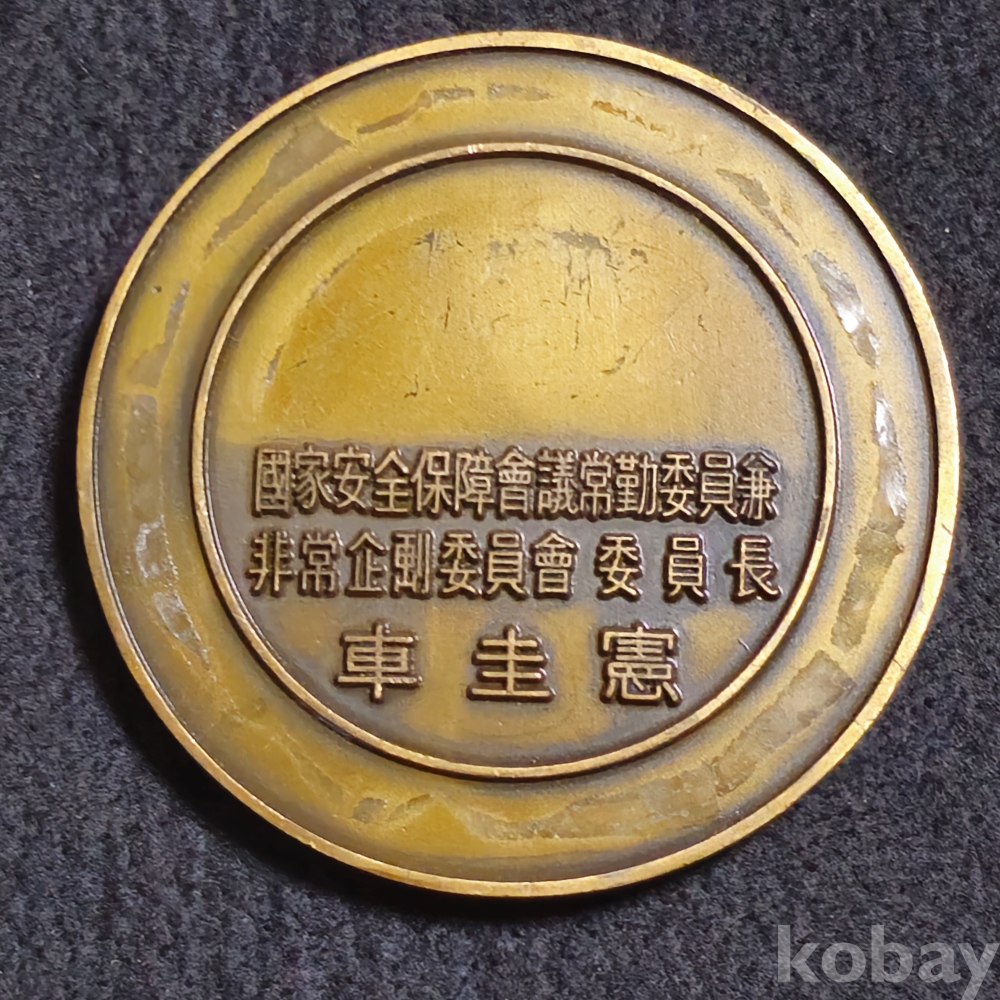 國家安全保障會議常勤委員兼
非常企劃委員會 委員長
車圭憲
kobay